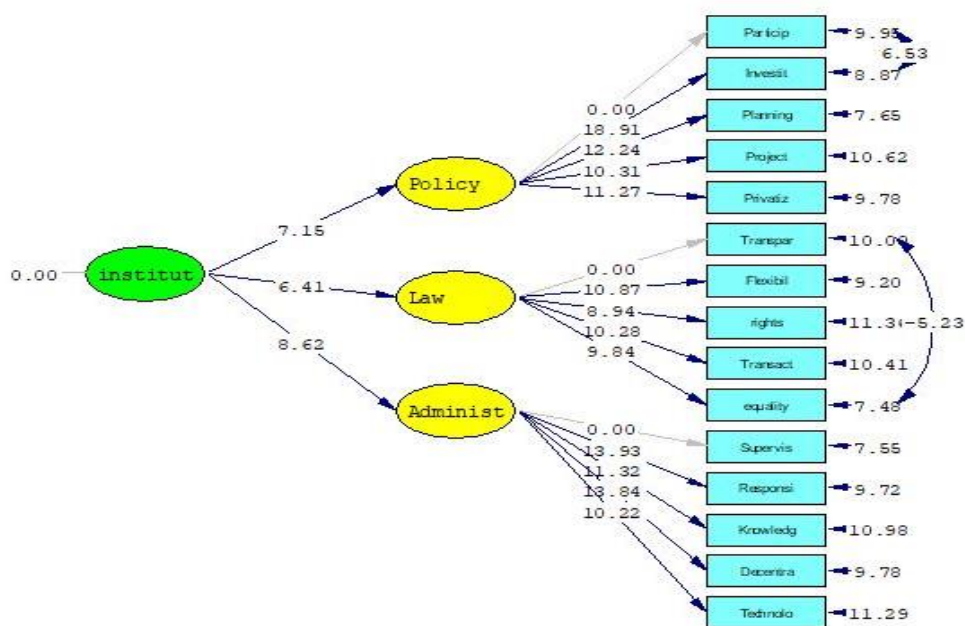 Particip 9.95
6.53
Investit 8.87
0.00
Planning 7.65
18.91
12.24
Project 10.62
10.31
Policy
11.27
Privatiz 9.78
7.15
Transpar
0.00
0.00
institut
10.87
Flexibil 9.20
6.41
Law
8.94
rights -5.23
10.28
8.62
9.84
Transact 10.41
equality 7.48
Administ
0.00
Supervis 7.55
13.93
11.32
Responsi 9.72
13.84
10.22
Knowledg 10.98
Decentra 9.78
Technolo 11.29